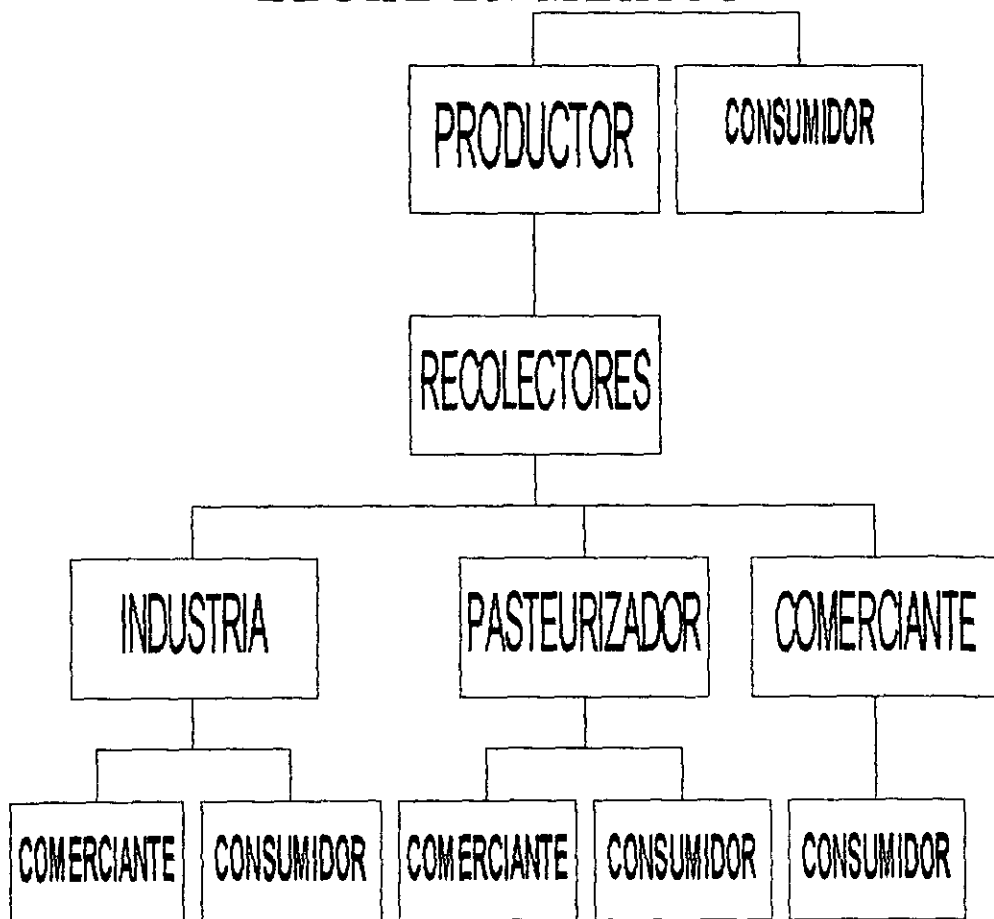 PRODUCTOR CONSUMIDOR
RECOLECTORES
INDUSTRIA PASTEURIZADOR COMERCIANTE
COMERCIANTE CONSUMIDOR COMERCIANTE CONSUMIDOR CONSUMIDOR